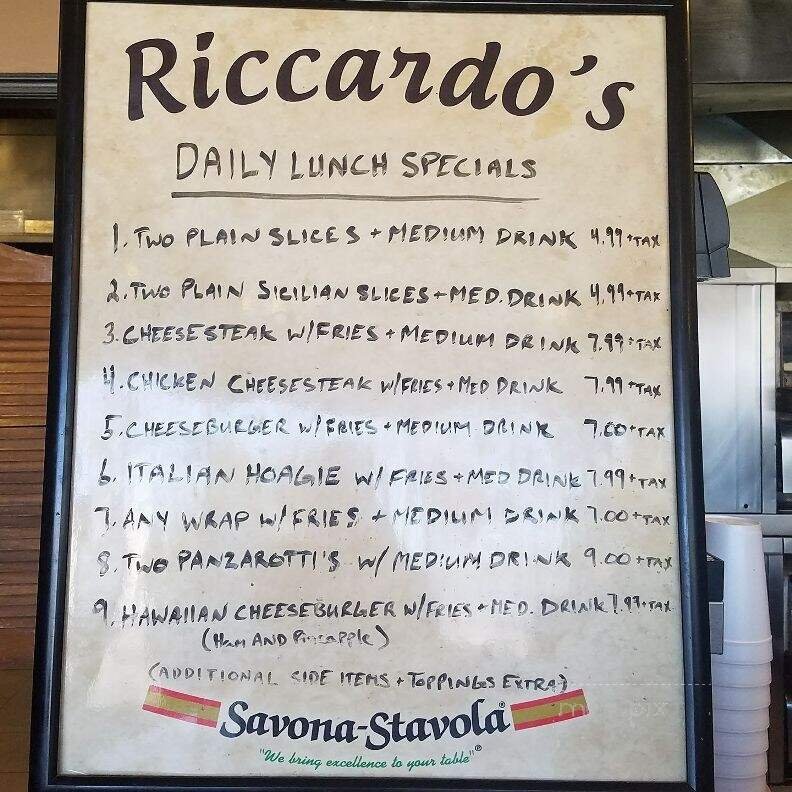 Riccardo's
DAILY LUNCH SPECIALS
1. TWO PLAIN SLICES + MEDIUM DRINK 4.99+TAX
2. TWO PLAIN SICILIAN SLICES + MED. DRINK 4.99+TAX
3. CHEESESTEAK W/FRIES + MEDIUM DRINK 7.99+TAX
4. CHICKEN CHEESESTEAK W/FRIES + MED DRINK 7.99+TAX
5. CHEESEBURGER W/FRIES + MEDIUM DRINK 7.00+TAX
6. ITALIAN HOAGIE W/ FRIES + MED DRINK 7.99+TAX
7. ANY WRAP W/FRIES + MEDIUM DRINK 7.00+TAX
8. TWO PANZAROTTI'S W/ MEDIUM DRINK 9.00+TAX
9. HAWAIIAN CHEESEBURGER W/FRIES + MED. DRINK 7.97+TAX
(HAM AND PineApple)
(ADDITIONAL SIDE ITEMS + TOPPINGS EXTRA)
Savona-Stavola®
"We bring excellence to your table"®